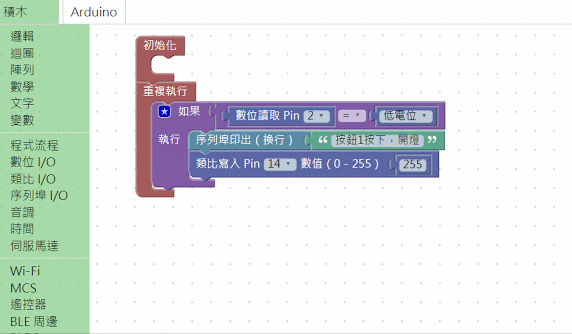 積木 Arduino
邏輯
迴圈
陣列
數學
文字
變數
程式流程
數位 I/O
類比 I/O
序列埠 I/O
音調
時間
伺服馬達
Wi-Fi
MCS
遙控器
BLE 周邊
初始化
重複執行
如果 數位讀取 Pin 2 = 低電位
執行 序列埠印出 ( 換行 ) “ 按鈕1按下，開燈 ”
類比寫入 Pin 14 數值 ( 0 - 255 ) 255